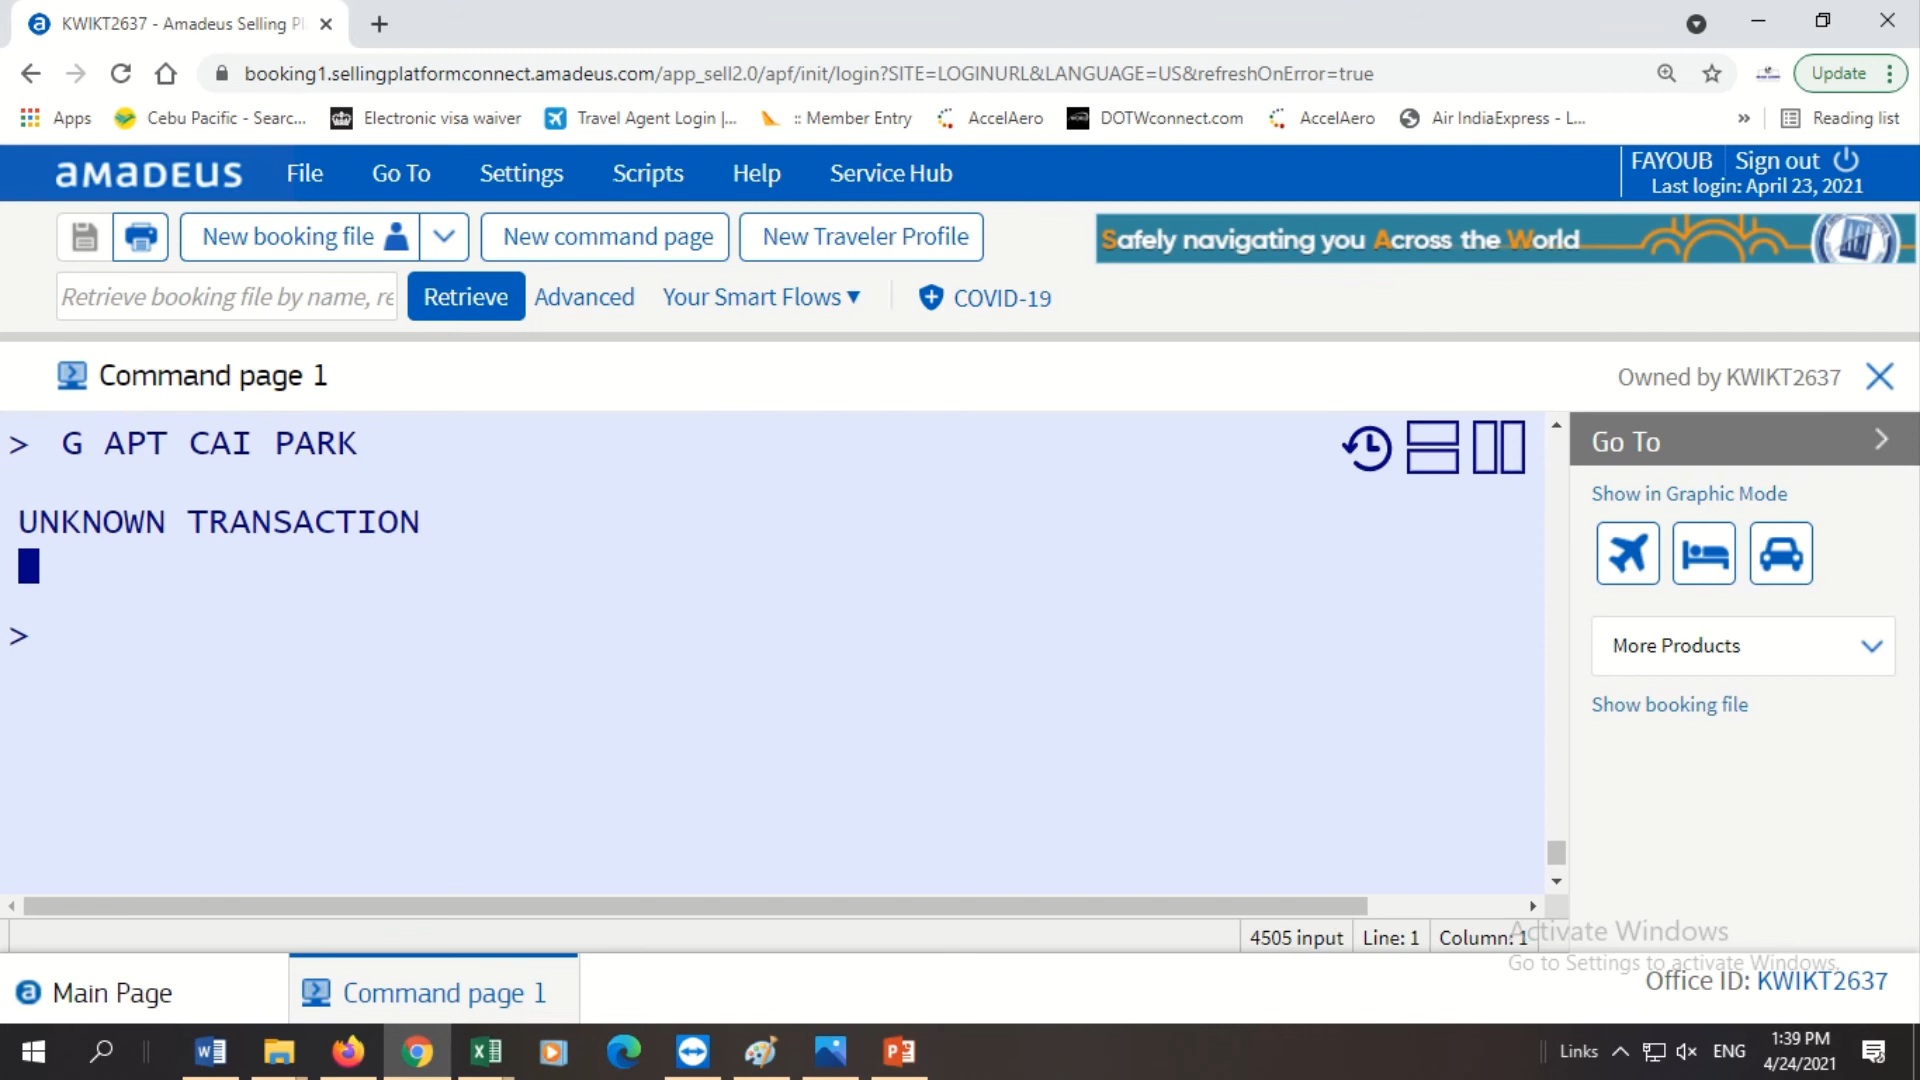 KWIKT2637 - Amadeus Selling Pl
booking1.sellingplatformconnect.amadeus.com/app_sell2.0/apf/init/login?SITE=LOGINURL&LANGUAGE=US&refreshOnError=true
Update
Apps
Cebu Pacific - Searc...
Electronic visa waiver
Travel Agent Login |...
:: Member Entry
AccelAero
DOTWconnect.com
AccelAero
Air IndiaExpress - L...
»
Reading list
amadeus
File
Go To
Settings
Scripts
Help
Service Hub
FAYOUB
Sign out
Last login: April 23, 2021
New booking file
New command page
New Traveler Profile
Safely navigating you Across the World
Retrieve booking file by name, re
Retrieve
Advanced
Your Smart Flows
COVID-19
Command page 1
Owned by KWIKT2637
> G APT CAI PARK
UNKNOWN TRANSACTION
>
Go To
Show in Graphic Mode
More Products
Show booking file
4505 input
Line: 1
Column: 1
Activate Windows
Go to Settings to activate Windows.
Main Page
Command page 1
Office ID: KWIKT2637
Links
ENG
1:39 PM
4/24/2021